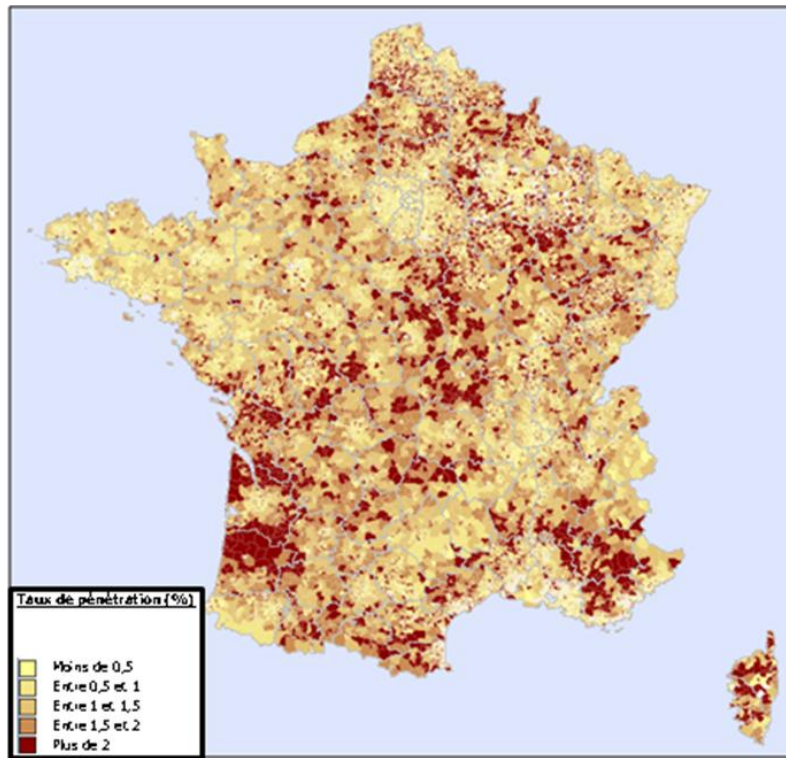 Taux de pénétration (%)
Moins de 0,5
Entre 0,5 et 1
Entre 1 et 1,5
Entre 1,5 et 2
Plus de 2